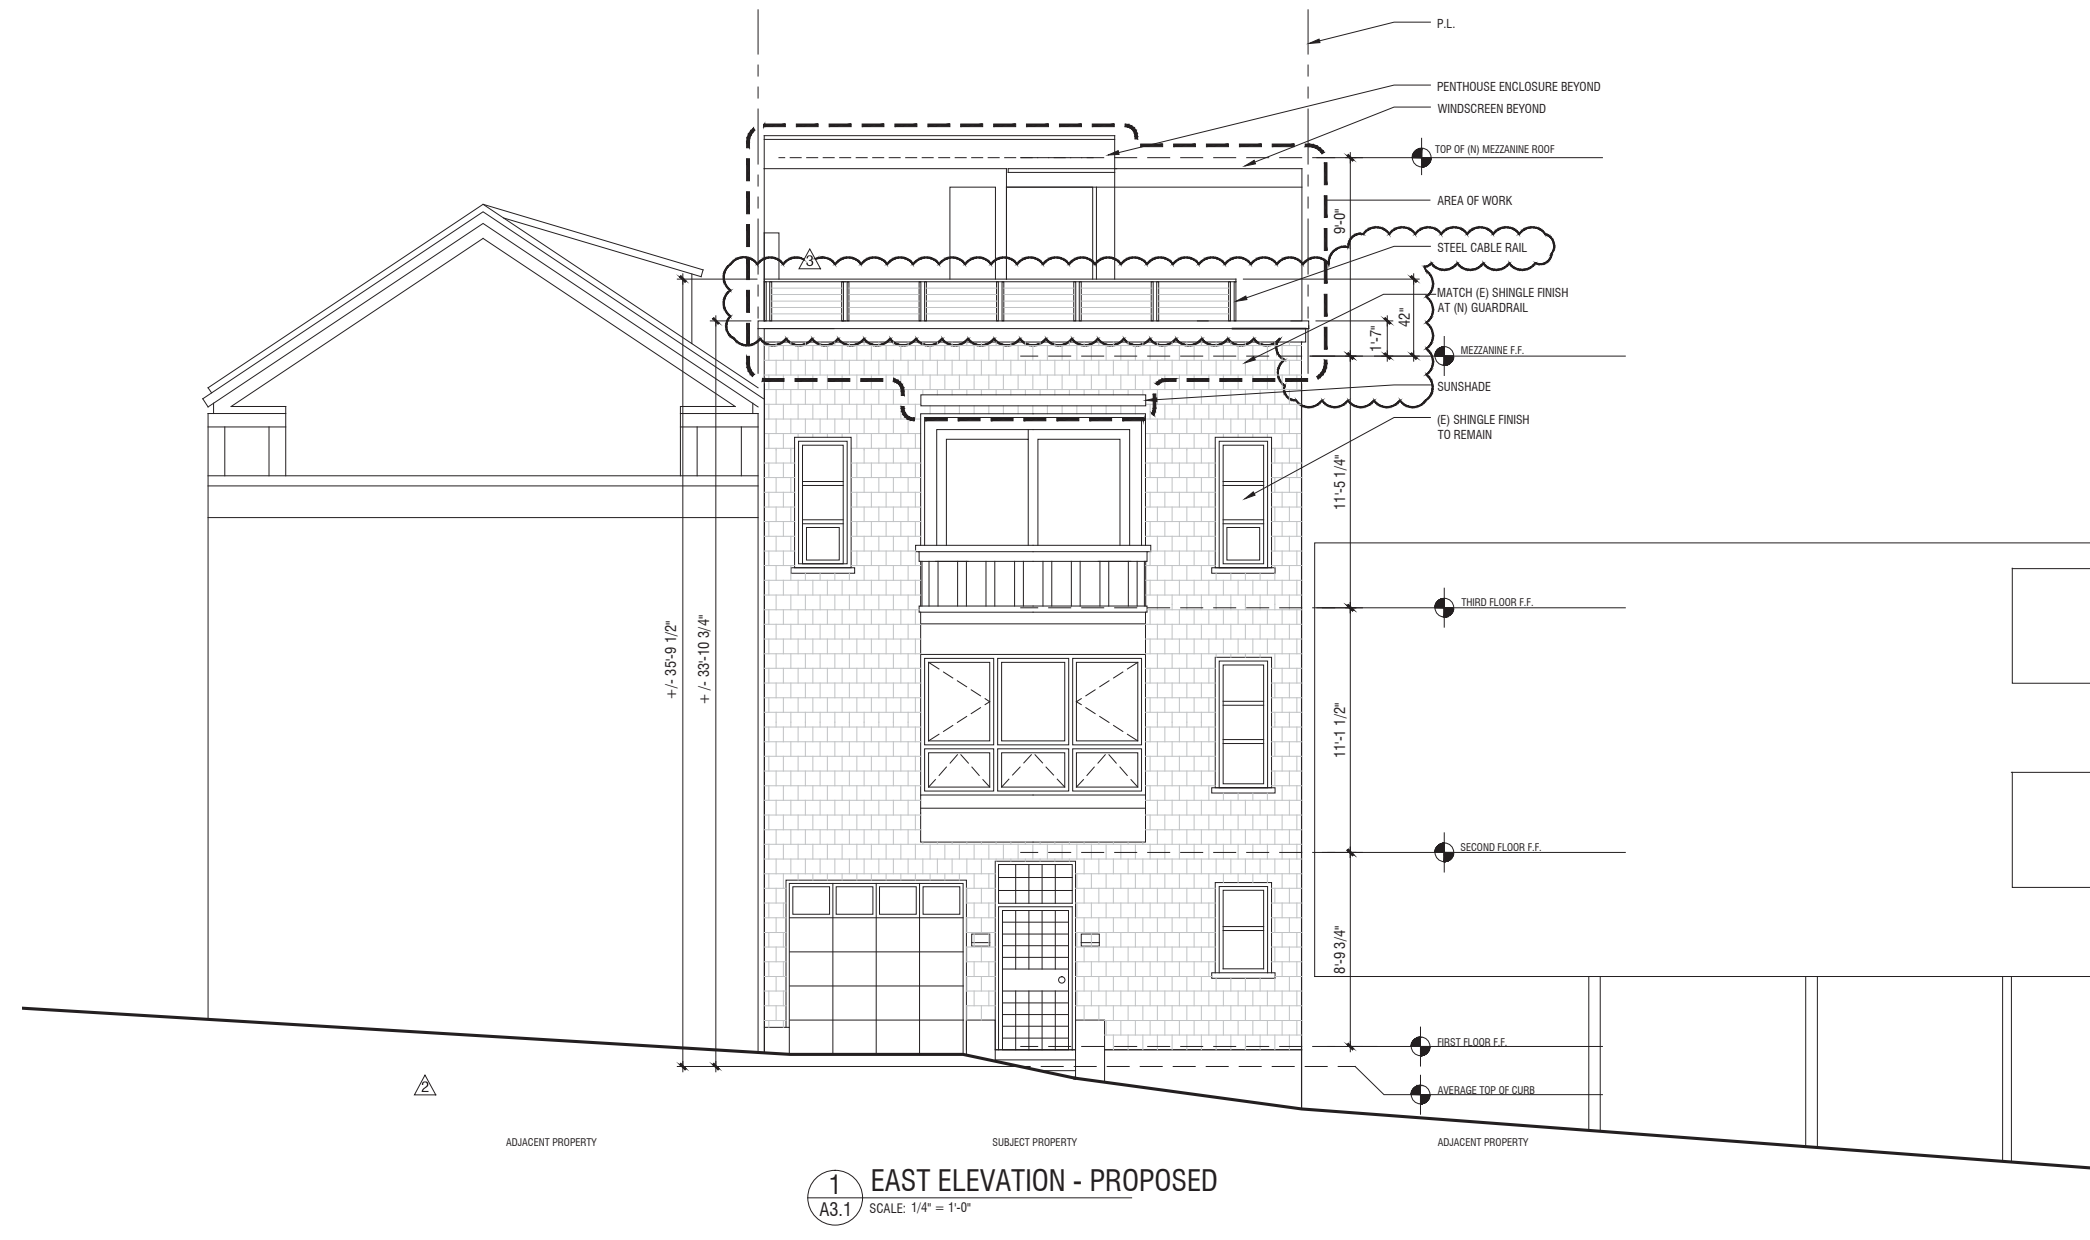 P.L.
PENTHOUSE ENCLOSURE BEYOND
WINDSCREEN BEYOND
TOP OF (N) MEZZANINE ROOF
AREA OF WORK
9'-0"
STEEL CABLE RAIL
3
MATCH (E) SHINGLE FINISH
AT (N) GUARDRAIL
42"
1'-7"
MEZZANINE F.F.
SUNSHADE
(E) SHINGLE FINISH
TO REMAIN
11'-5 1/4"
THIRD FLOOR F.F.
+/- 35'-9 1/2"
+ /- 33'-10 3/4"
11'-1 1/2"
SECOND FLOOR F.F.
8'-9 3/4"
FIRST FLOOR F.F.
AVERAGE TOP OF CURB
2
ADJACENT PROPERTY
SUBJECT PROPERTY
ADJACENT PROPERTY
1
EAST ELEVATION - PROPOSED
A3.1
SCALE: 1/4" = 1'-0"